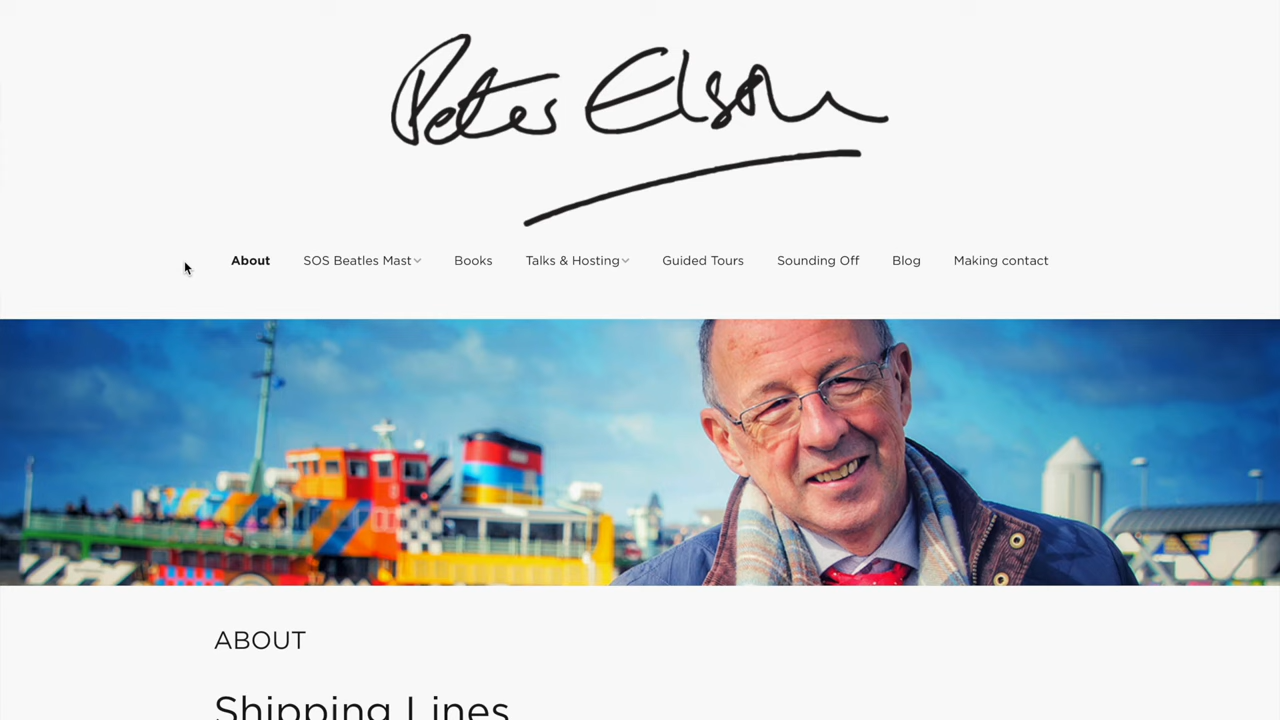 Peter Elson
About SOS Beatles Mast Books Talks & Hosting Guided Tours Sounding Off Blog Making contact
ABOUT
Shipping Lines